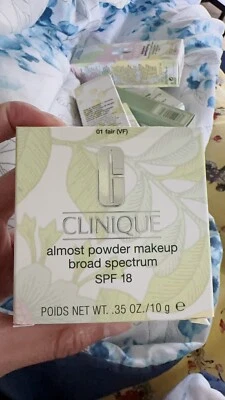 01 fair (VF)
CLINIQUE
almost powder makeup
broad spectrum
SPF 18
POIDS NET WT. .35 OZ./10 g ℮